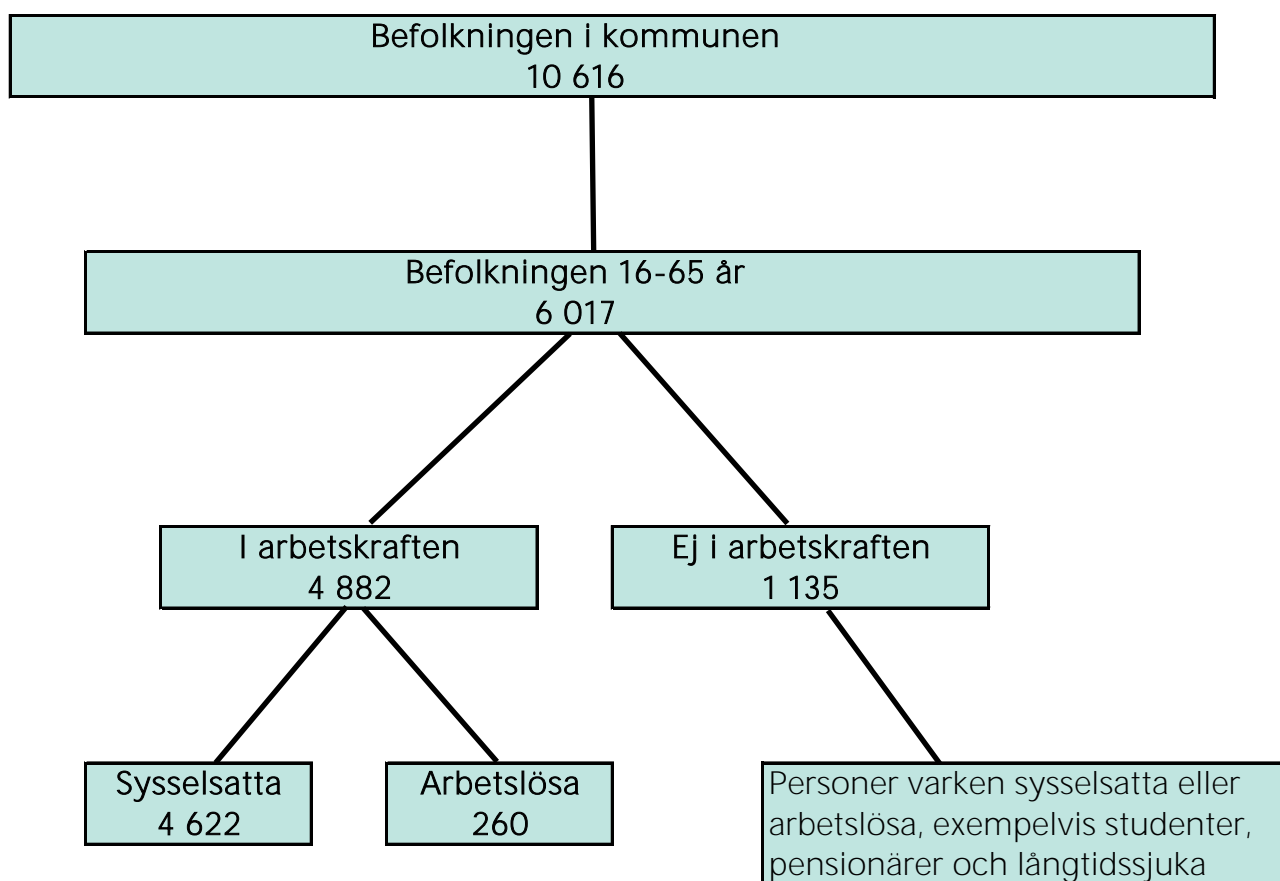 Befolkningen i kommunen
10 616
Befolkningen 16-65 år
6 017
I arbetskraften
4 882
Ej i arbetskraften
1 135
Sysselsatta
4 622
Arbetslösa
260
Personer varken sysselsatta eller
arbetslösa, exempelvis studenter,
pensionärer och långtidssjuka